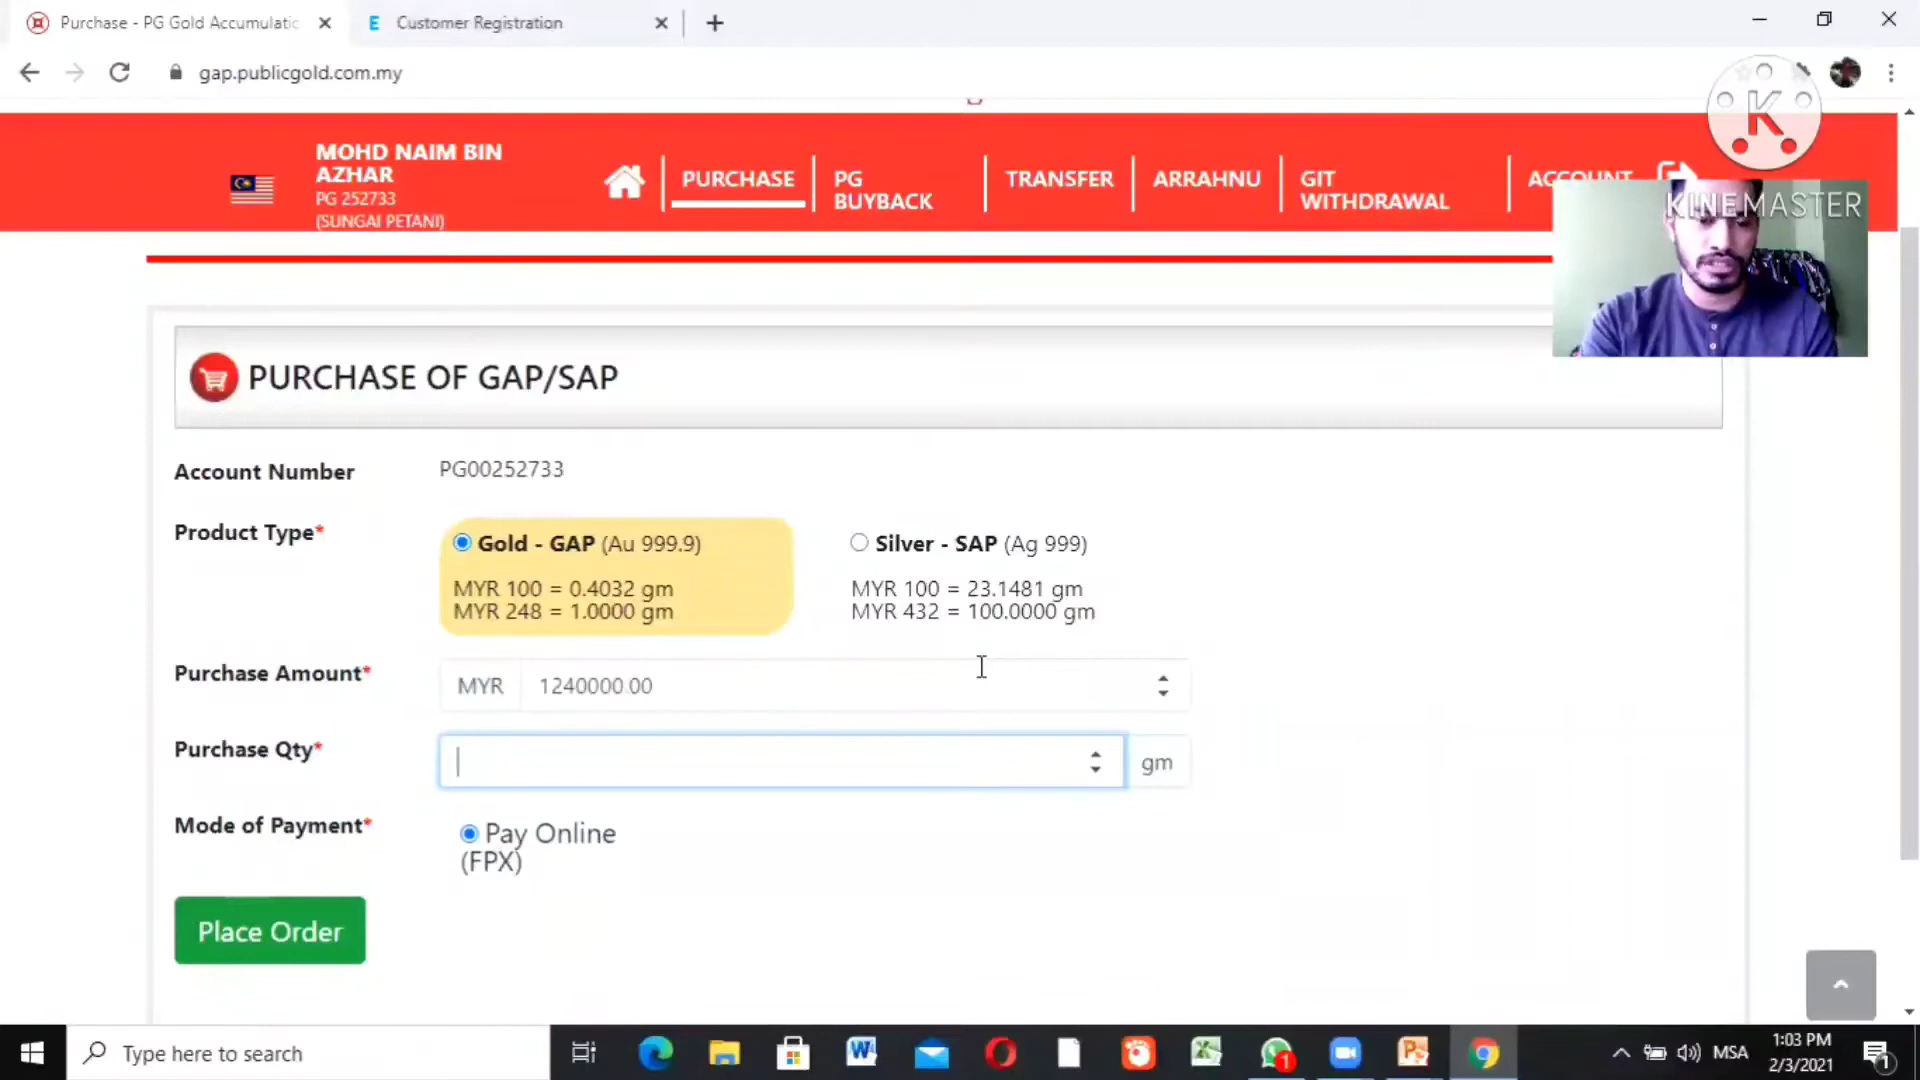 Purchase - PG Gold Accumulatic
E Customer Registration
gap.publicgold.com.my
K
KINEMASTER
MOHD NAIM BIN
AZHAR
PG 252733
(SUNGAI PETANI)
PURCHASE
PG
BUYBACK
TRANSFER
ARRAHNU
GIT
WITHDRAWAL
ACCOUNT
PURCHASE OF GAP/SAP
Account Number PG00252733
Product Type*
Gold - GAP (Au 999.9)
MYR 100 = 0.4032 gm
MYR 248 = 1.0000 gm
Silver - SAP (Ag 999)
MYR 100 = 23.1481 gm
MYR 432 = 100.0000 gm
Purchase Amount* MYR 1240000.00
Purchase Qty* gm
Mode of Payment* Pay Online
(FPX)
Place Order
Type here to search
MSA
1:03 PM
2/3/2021